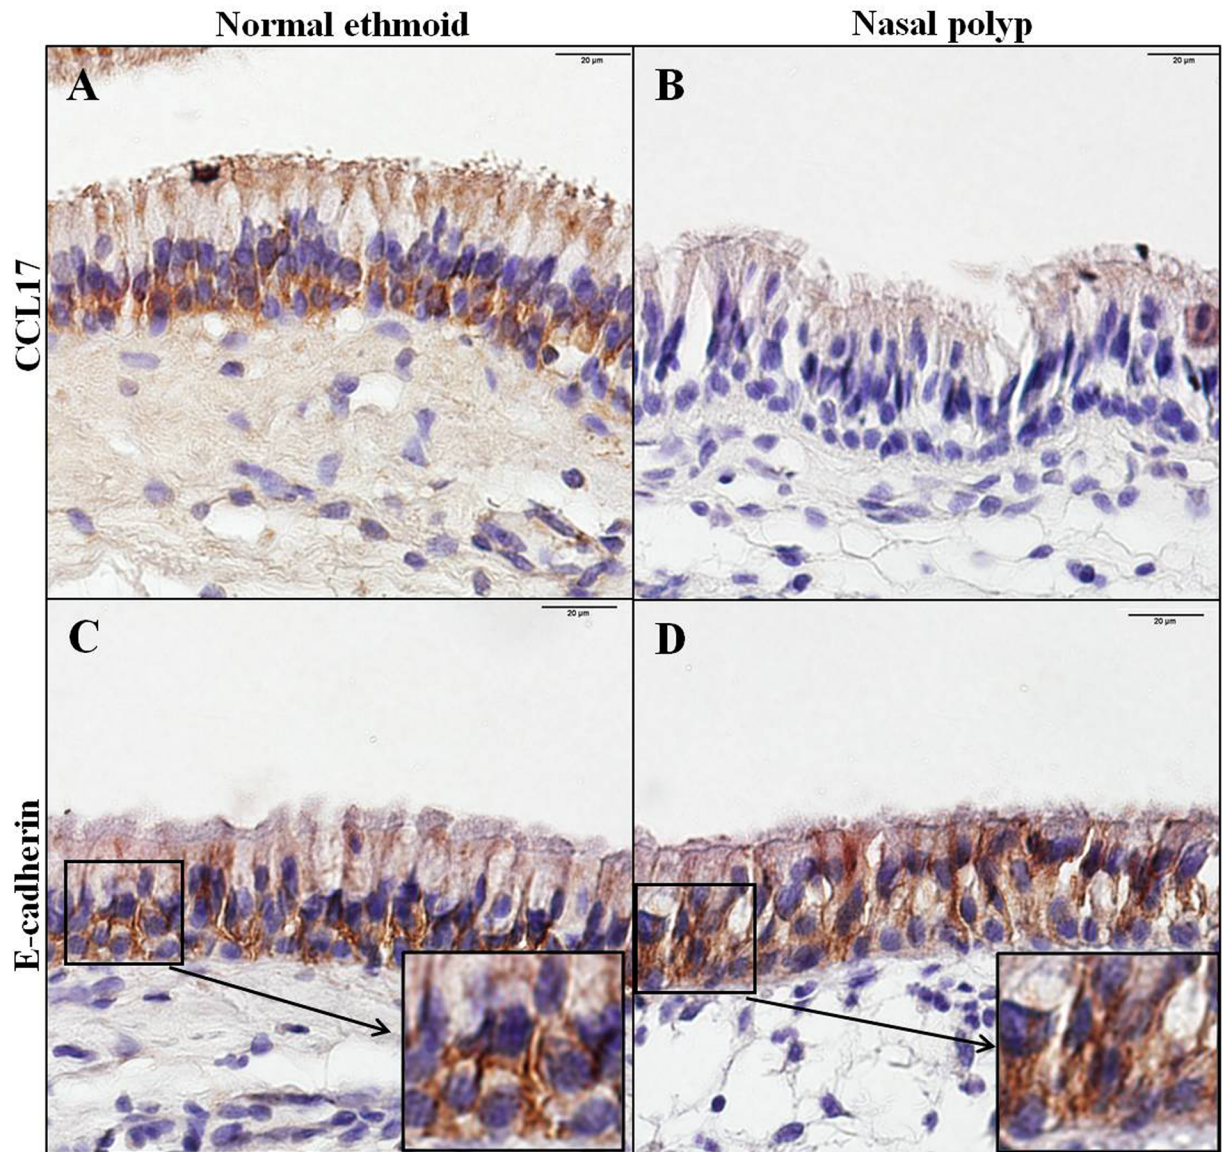 Normal ethmoid
Nasal polyp
CCL17
A
20 µm
B
20 µm
E-cadherin
C
20 µm
D
20 µm